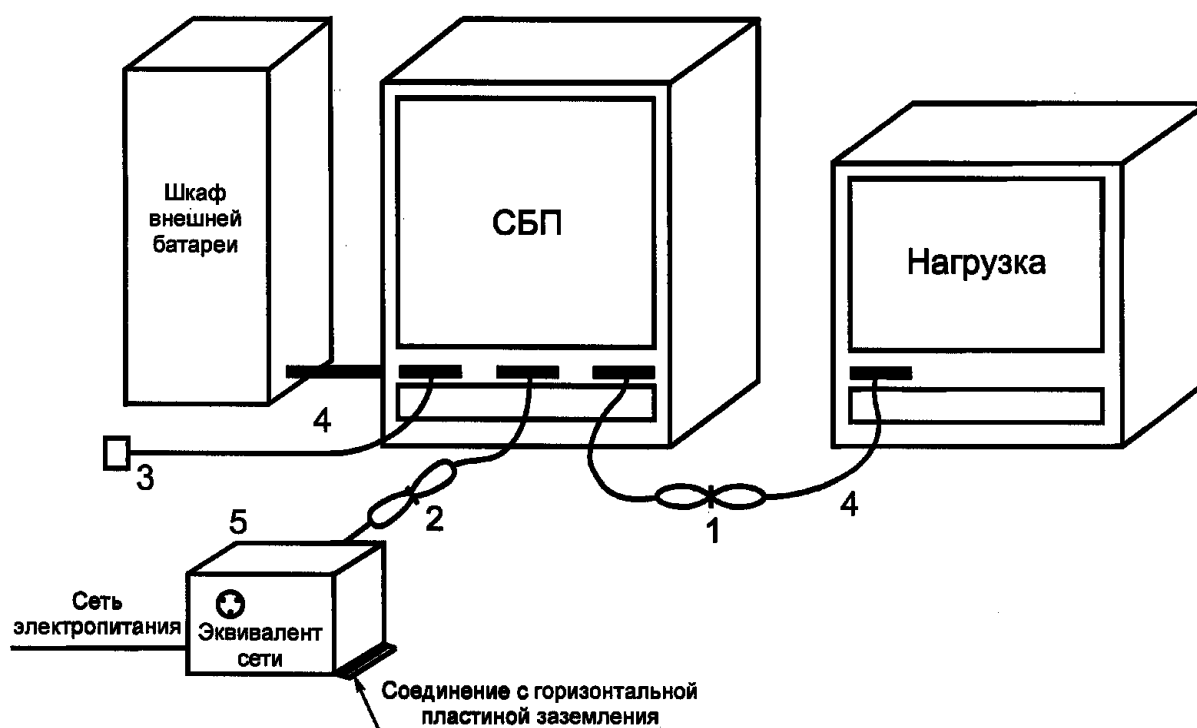 Шкаф
внешней
батареи
СБП
Нагрузка
4
3
2
1
4
5
Сеть
электропитания
Эквивалент
сети
Соединение с горизонтальной
пластиной заземления